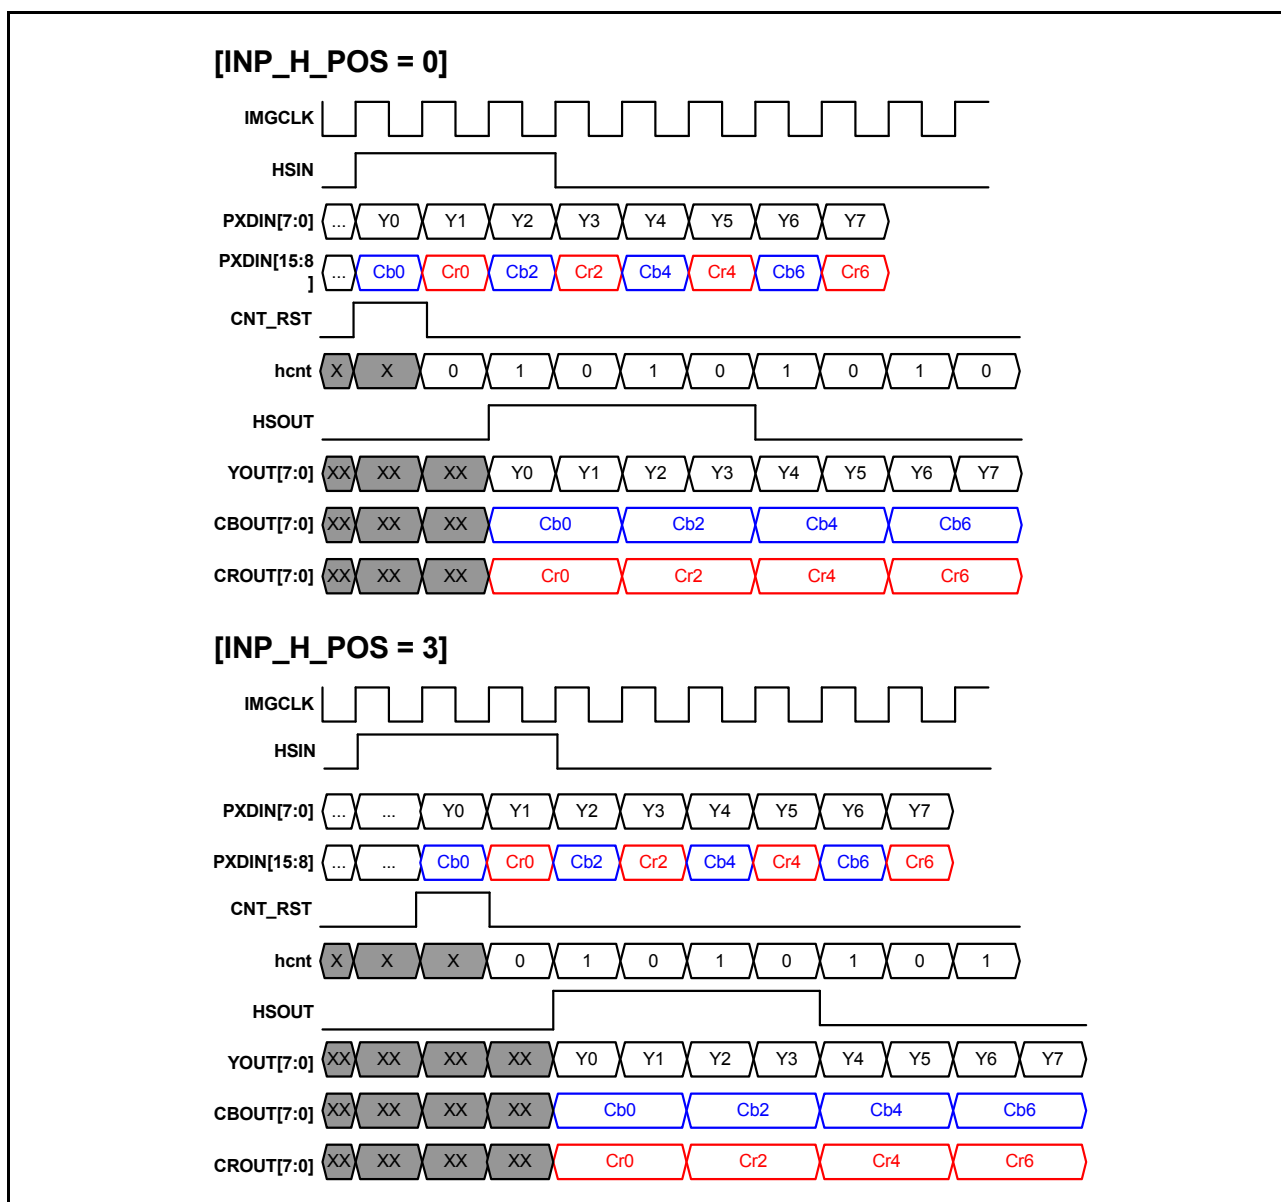 [INP_H_POS = 0]
IMGCLK
HSIN
PXDIN[7:0] ... Y0 Y1 Y2 Y3 Y4 Y5 Y6 Y7
PXDIN[15:8
] ... Cb0 Cr0 Cb2 Cr2 Cb4 Cr4 Cb6 Cr6
CNT_RST
hcnt X X 0 1 0 1 0 1 0 1 0
HSOUT
YOUT[7:0] XX XX XX Y0 Y1 Y2 Y3 Y4 Y5 Y6 Y7
CBOUT[7:0] XX XX XX Cb0 Cb2 Cb4 Cb6
CROUT[7:0] XX XX XX Cr0 Cr2 Cr4 Cr6
[INP_H_POS = 3]
IMGCLK
HSIN
PXDIN[7:0] ... ... Y0 Y1 Y2 Y3 Y4 Y5 Y6 Y7
PXDIN[15:8] ... ... Cb0 Cr0 Cb2 Cr2 Cb4 Cr4 Cb6 Cr6
CNT_RST
hcnt X X X 0 1 0 1 0 1 0 1
HSOUT
YOUT[7:0] XX XX XX XX Y0 Y1 Y2 Y3 Y4 Y5 Y6 Y7
CBOUT[7:0] XX XX XX XX Cb0 Cb2 Cb4 Cb6
CROUT[7:0] XX XX XX XX Cr0 Cr2 Cr4 Cr6